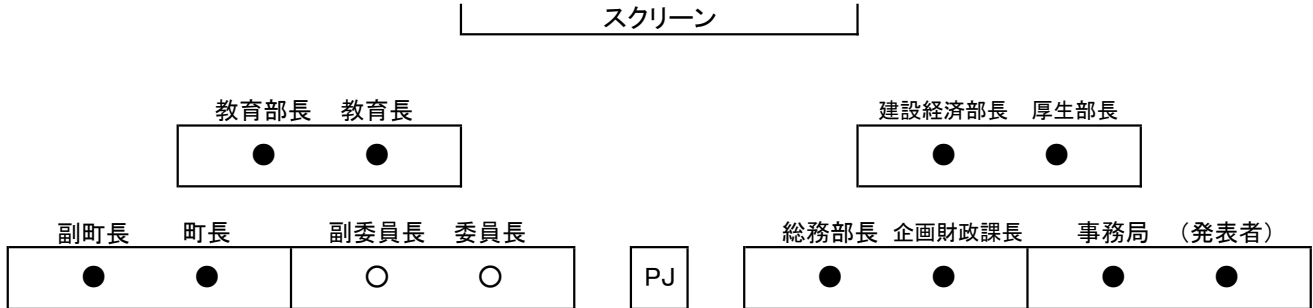 スクリーン
教育部長 教育長 建設経済部長 厚生部長
副町長 町長 副委員長 委員長 総務部長 企画財政課長 事務局 （発表者）
PJ